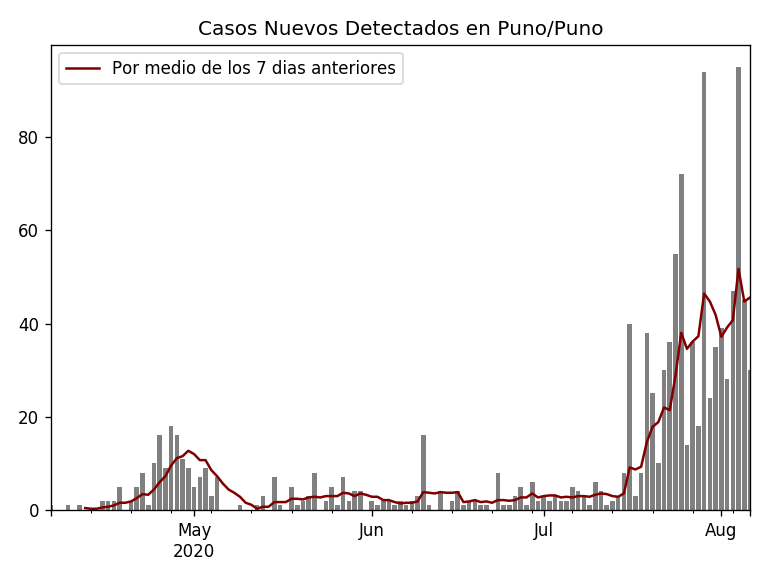 Casos Nuevos Detectados en Puno/Puno
Por medio de los 7 dias anteriores
80
60
40
20
0
May
2020
Jun
Jul
Aug